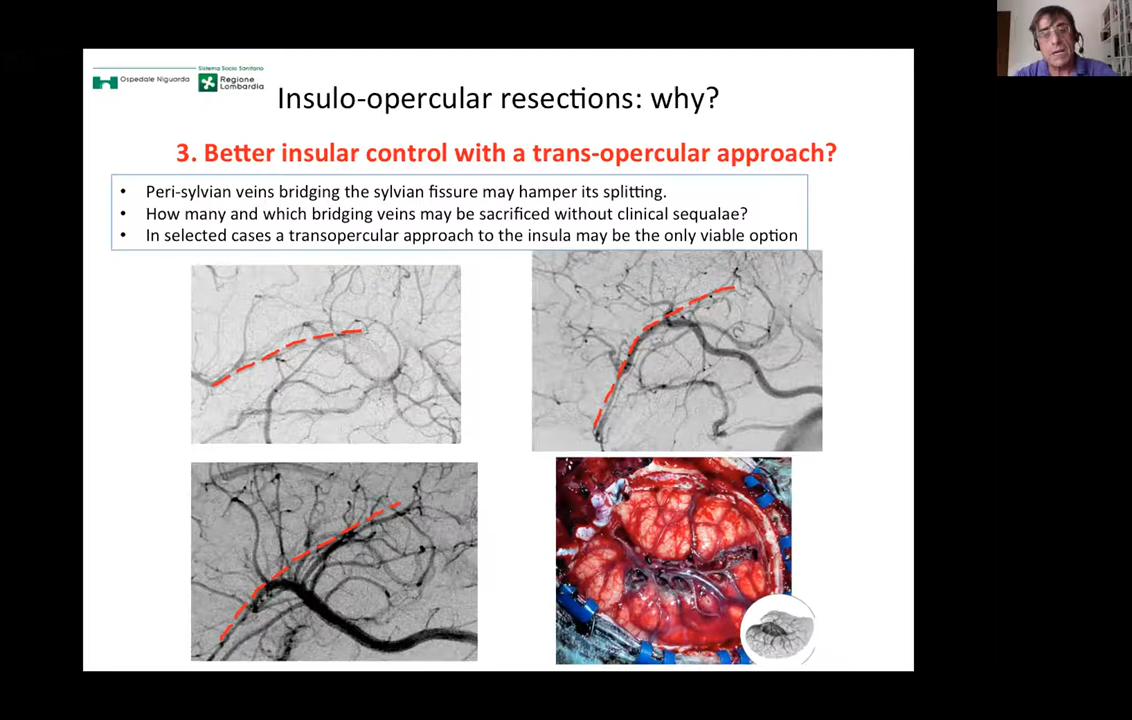 Sistema Socio Sanitario
Ospedale Niguarda
Regione
Lombardia
Insulo-opercular resections: why?
3. Better insular control with a trans-opercular approach?
• Peri-sylvian veins bridging the sylvian fissure may hamper its splitting.
• How many and which bridging veins may be sacrificed without clinical sequalae?
• In selected cases a transopercular approach to the insula may be the only viable option